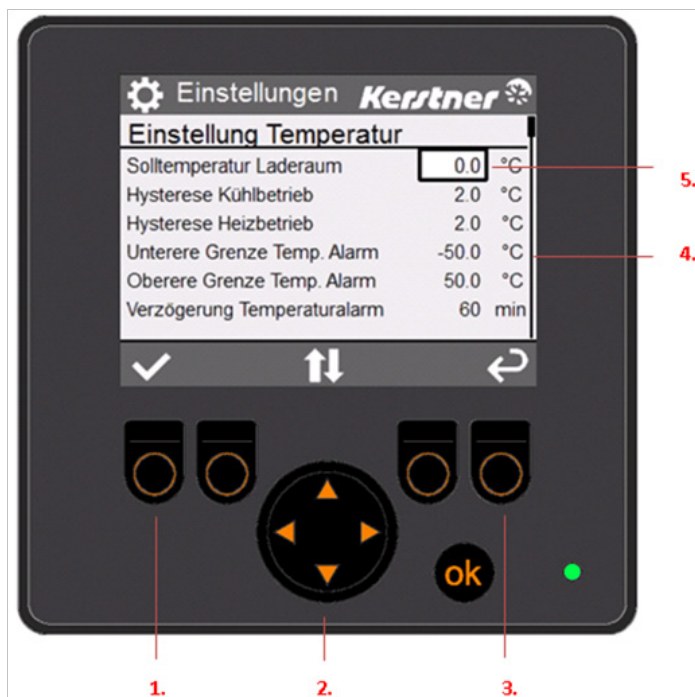 Einstellungen Kerstner
Einstellung Temperatur
Solltemperatur Laderaum 0.0 °C
Hysterese Kühlbetrieb 2.0 °C
Hysterese Heizbetrieb 2.0 °C
Unterere Grenze Temp. Alarm -50.0 °C
Oberere Grenze Temp. Alarm 50.0 °C
Verzögerung Temperaturalarm 60 min
5.
4.
ok
1.
2.
3.